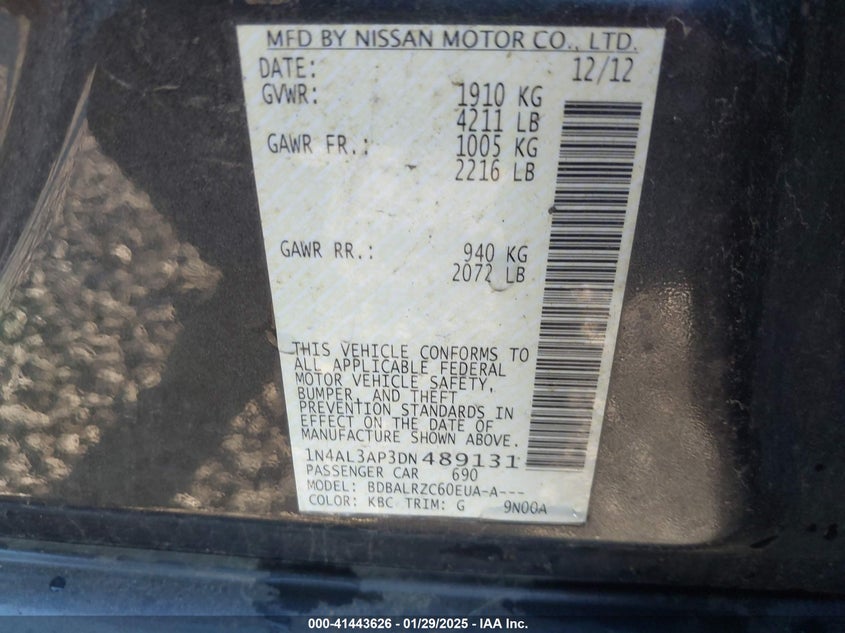 MFD BY NISSAN MOTOR CO., LTD.
DATE: 12/12
GVWR: 1910 KG
4211 LB
GAWR FR.: 1005 KG
2216 LB
GAWR RR.: 940 KG
2072 LB
THIS VEHICLE CONFORMS TO
ALL APPLICABLE FEDERAL
MOTOR VEHICLE SAFETY,
BUMPER, AND THEFT
PREVENTION STANDARDS IN
EFFECT ON THE DATE OF
MANUFACTURE SHOWN ABOVE.
1N4AL3AP3DN 489131
PASSENGER CAR 690
MODEL: BDBALRZC60EUA-A---
COLOR: KBC TRIM: G 9N00A
000-41443626 - 01/29/2025 - IAA Inc.